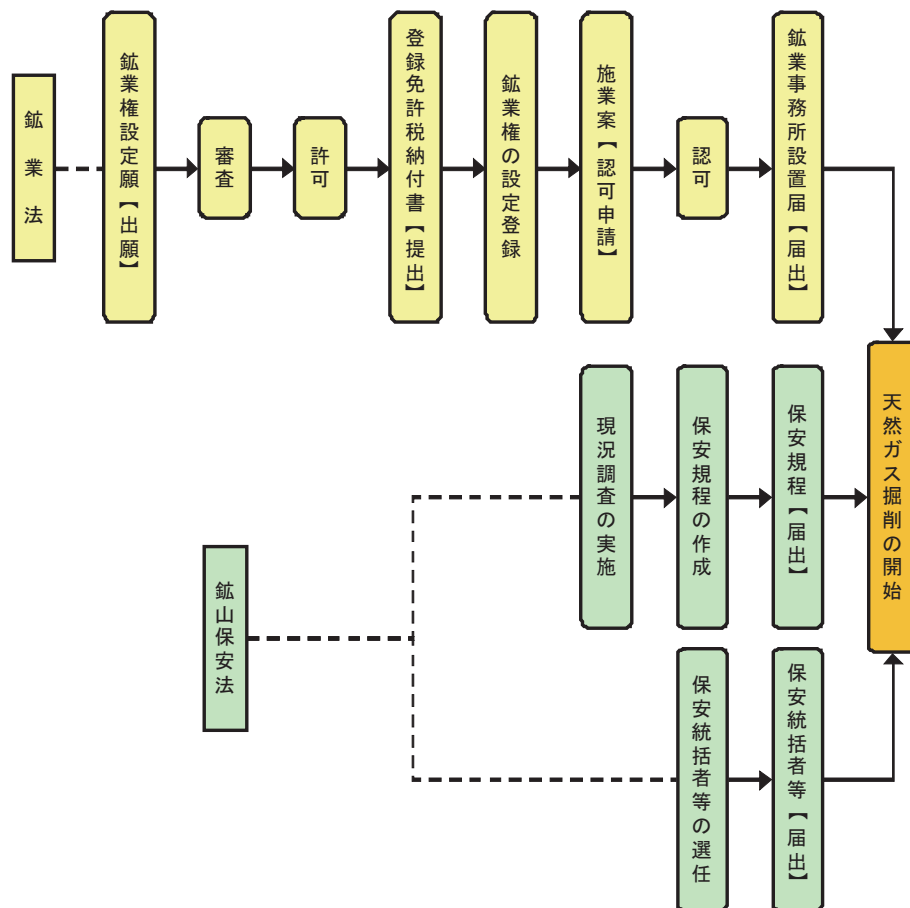 鉱業法
鉱業権設定願【出願】
審査
許可
登録免許税納付書【提出】
鉱業権の設定登録
施業案【認可申請】
認可
鉱業事務所設置届【届出】
天然ガス掘削の開始
鉱山保安法
現況調査の実施
保安規程の作成
保安規程【届出】
保安統括者等の選任
保安統括者等【届出】